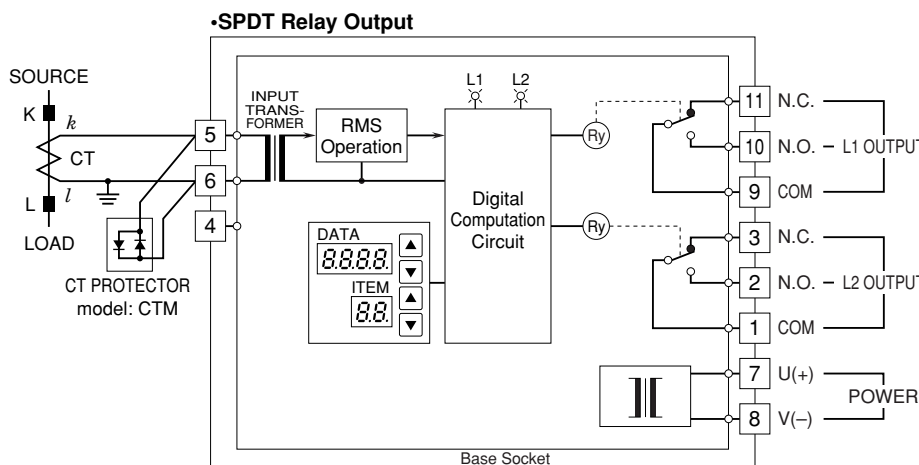 •SPDT Relay Output
SOURCE
K
k
CT
L
l
LOAD
CT PROTECTOR
model: CTM
5
6
4
INPUT
TRANS-
FORMER
RMS
Operation
L1
L2
Digital
Computation
Circuit
DATA
8.8.8.8.
ITEM
8.8.
Ry
Ry
11 N.C.
10 N.O. L1 OUTPUT
9 COM
3 N.C.
2 N.O. L2 OUTPUT
1 COM
7 U(+)
POWER
8 V(–)
Base Socket